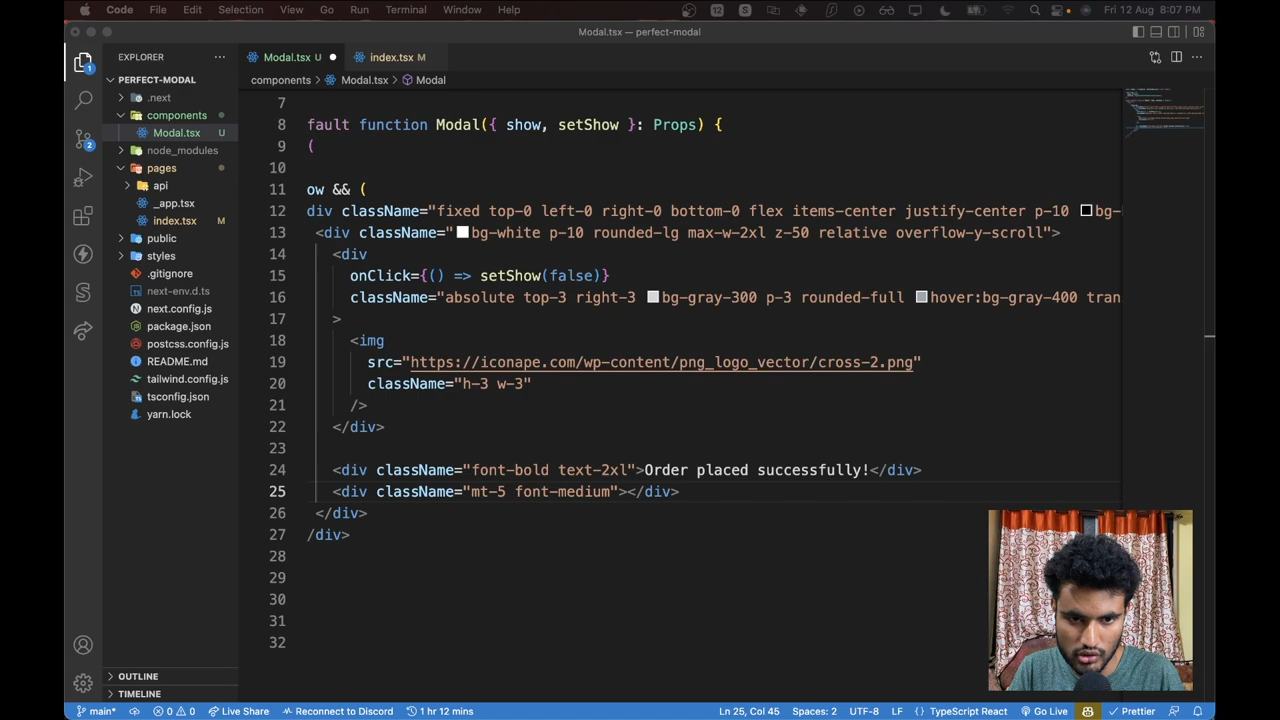 Code File Edit Selection View Go Run Terminal Window Help 12 S Fri 12 Aug 8:07 PM
Modal.tsx — perfect-modal
EXPLORER
Modal.tsx U
index.tsx M
PERFECT-MODAL
components
Modal.tsx
Modal
.next
components
Modal.tsx U
node_modules
pages
api
_app.tsx
index.tsx M
public
styles
.gitignore
next-env.d.ts
next.config.js
package.json
postcss.config.js
README.md
tailwind.config.js
tsconfig.json
yarn.lock
1
2
7
8 fault function Modal({ show, setShow }: Props) {
9 (
10
11 ow && (
12 div className="fixed top-0 left-0 right-0 bottom-0 flex items-center justify-center p-10 bg-
13 <div className="bg-white p-10 rounded-lg max-w-2xl z-50 relative overflow-y-scroll">
14 <div
15 onClick={() => setShow(false)}
16 className="absolute top-3 right-3 bg-gray-300 p-3 rounded-full hover:bg-gray-400 tran
17 >
18 <img
19 src="https://iconape.com/wp-content/png_logo_vector/cross-2.png"
20 className="h-3 w-3"
21 />
22 </div>
23
24 <div className="font-bold text-2xl">Order placed successfully!</div>
25 <div className="mt-5 font-medium"></div>
26 </div>
27 /div>
28
29
30
31
32
OUTLINE
TIMELINE
main* 0 0 Live Share Reconnect to Discord 1 hr 12 mins Ln 25, Col 45 Spaces: 2 UTF-8 LF {} TypeScript React Go Live Prettier